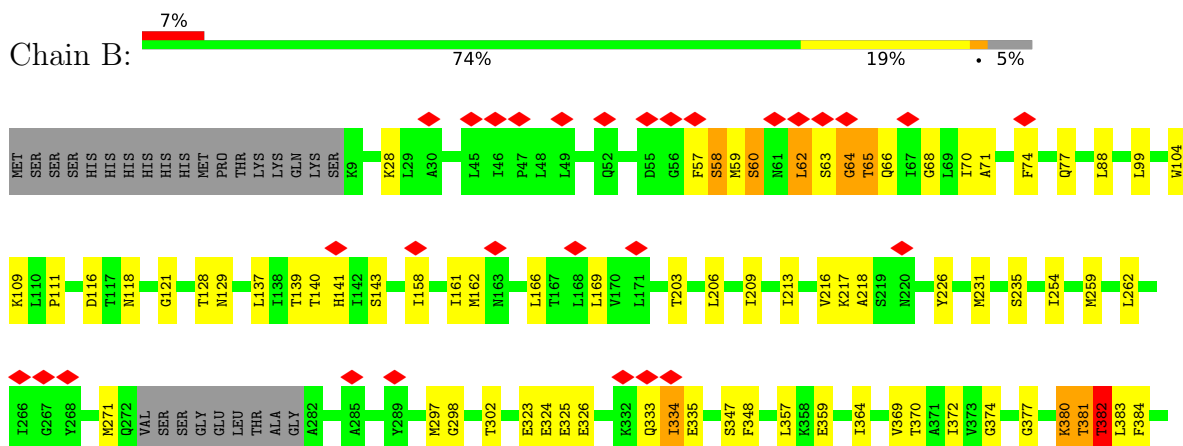 7%
Chain B:
74% 19% • 5%
MET SER SER SER HIS HIS HIS HIS HIS HIS MET PRO THR LYS LYS GLN LYS SER K9 K28 L29 A30 L45 I46 P47 L48 L49 Q52 D55 G56 F57 S58 M59 S60 N61 L62 S63 G64 T65 Q66 I67 G68 L69 I70 A71 F74 Q77 L88 L99 W104
K109 L110 P111 D116 T117 N118 G121 T128 N129 L137 I138 T139 T140 H141 I142 S143 I158 I161 M162 N163 L166 T167 L168 L169 V170 L171 T203 L206 I209 I213 V216 K217 A218 S219 N220 Y226 M231 S235 I254 M259 L262
I266 G267 Y268 M271 Q272 VAL SER SER GLY GLU LEU THR ALA GLY A282 A285 Y289 M297 G298 T302 E323 E324 E325 E326 K332 Q333 I334 E335 S347 F348 L357 K358 E359 I364 V369 T370 A371 I372 V373 G374 G377 K380 T381 T382 L383 F384